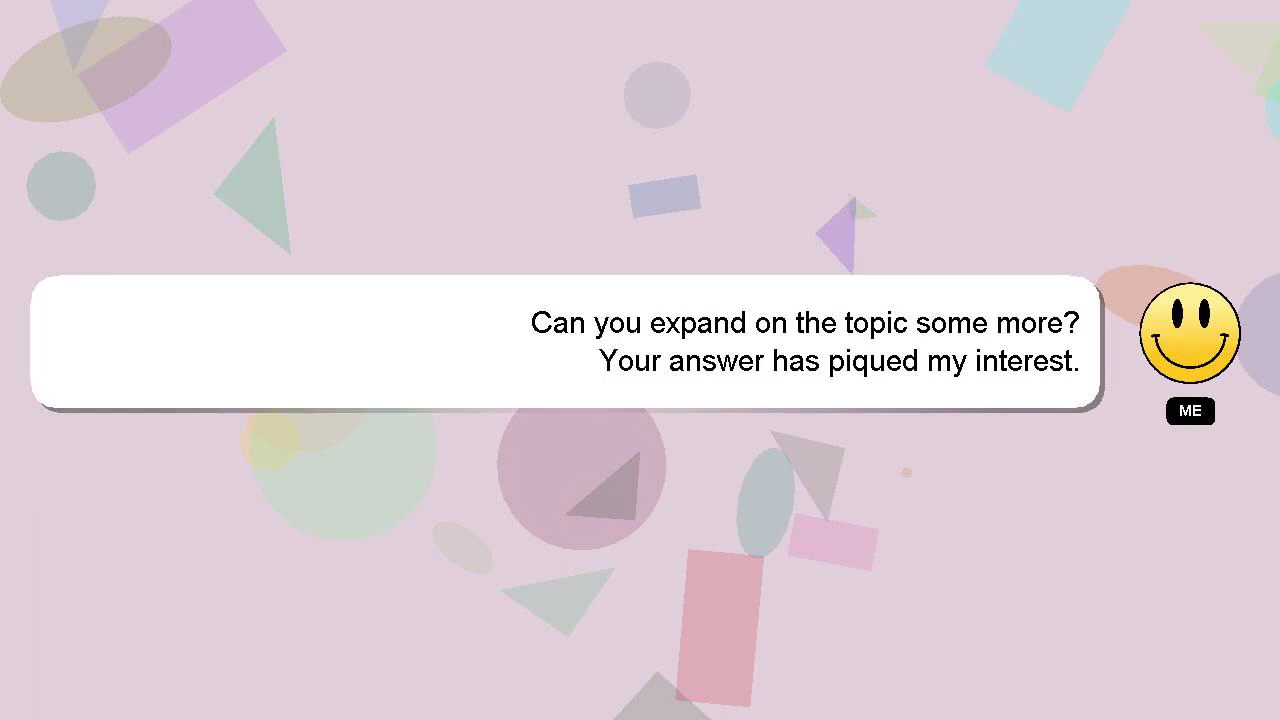 Can you expand on the topic some more?
Your answer has piqued my interest.
ME